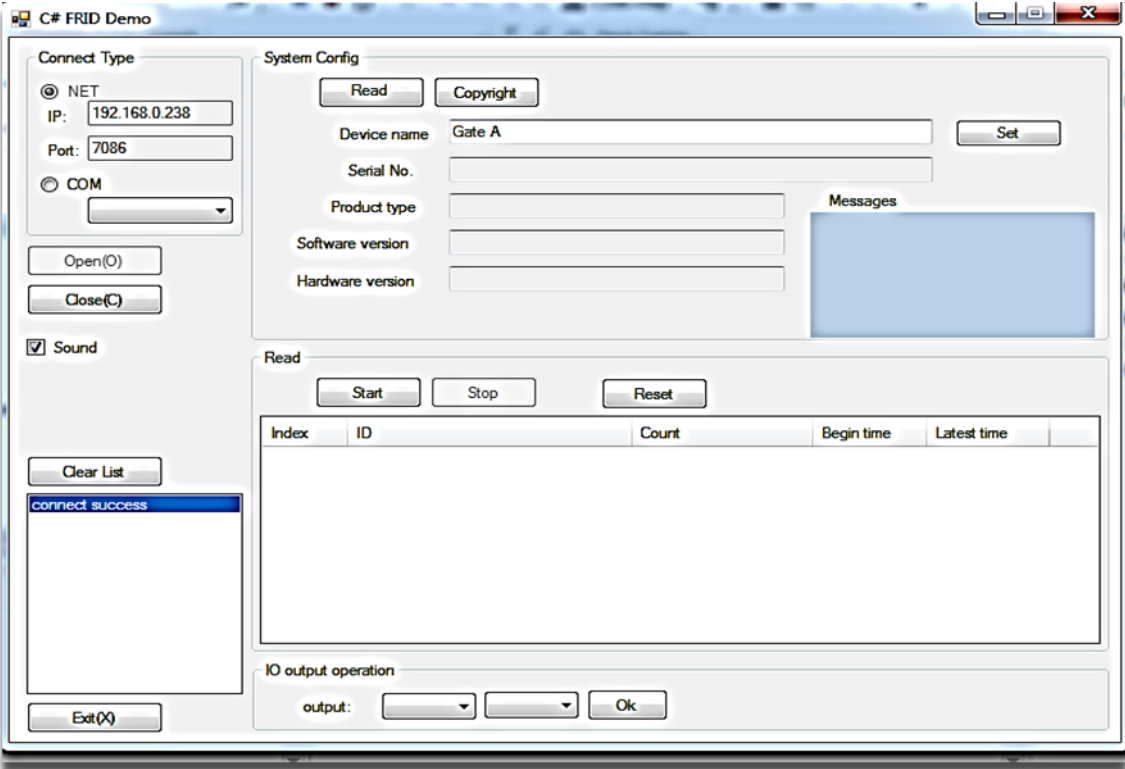 C# FRID Demo
Connect Type
NET
IP: 192.168.0.238
Port: 7086
COM
Open(O)
Close(C)
Sound
Clear List
connect success
Exit(X)
System Config
Read Copyright
Device name Gate A Set
Serial No.
Product type
Messages
Software version
Hardware version
Read
Start Stop Reset
Index ID Count Begin time Latest time
IO output operation
output: Ok